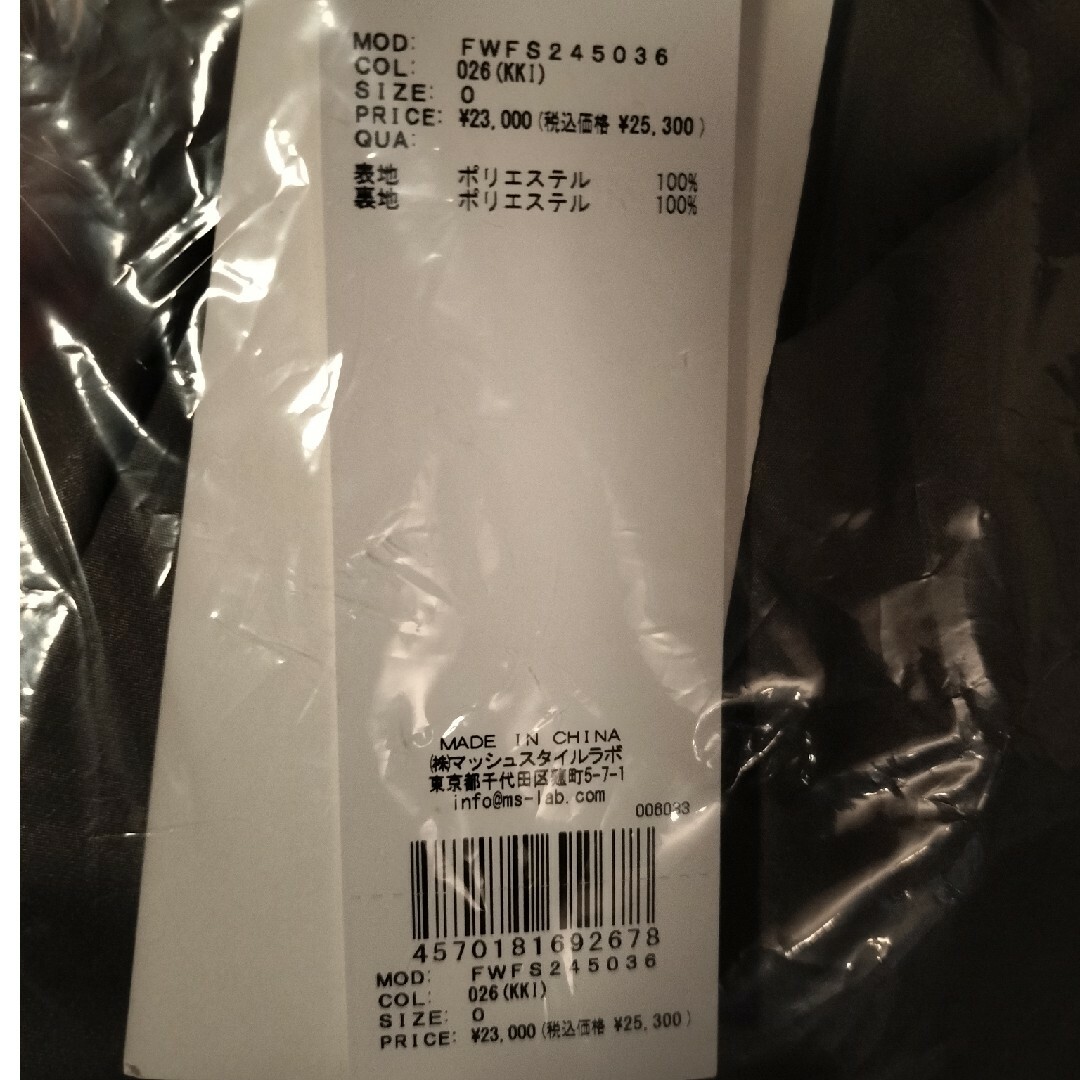 MOD: FWFS245036
COL: 026(KKI)
SIZE: 0
PRICE: ¥23,000(税込価格 ¥25,300)
QUA:
表地 ポリエステル 100%
裏地 ポリエステル 100%
MADE IN CHINA
㈱マッシュスタイルラボ
東京都千代田区麹町5-7-1
info@ms-lab.com
006033
4570181692678
MOD: FWFS245036
COL: 026(KKI)
SIZE: 0
PRICE: ¥23,000(税込価格 ¥25,300)